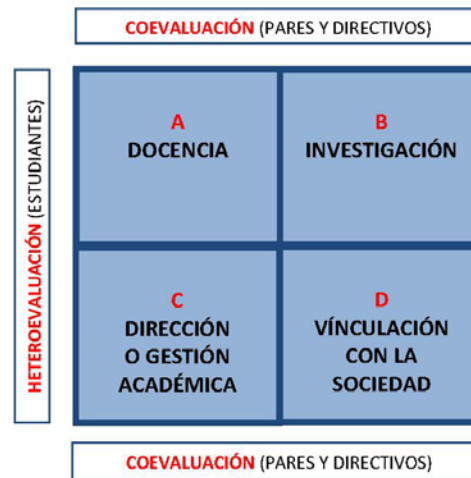 COEVALUACIÓN (PARES Y DIRECTIVOS)
HETEROEVALUACIÓN (ESTUDIANTES)
A
DOCENCIA
B
INVESTIGACIÓN
C
DIRECCIÓN
O GESTIÓN
ACADÉMICA
D
VÍNCULACIÓN
CON LA
SOCIEDAD
COEVALUACIÓN (PARES Y DIRECTIVOS)